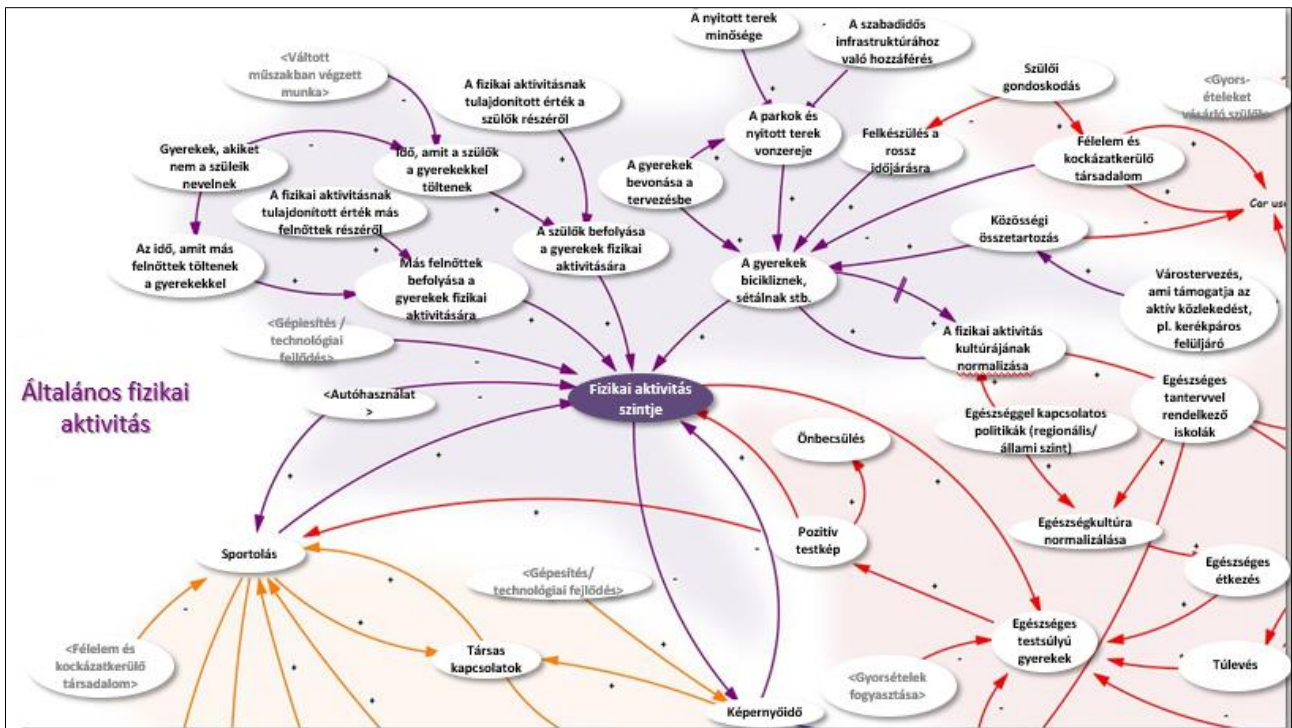 A nyitott terek
minősége
A szabadidős
infrastruktúrához
való hozzáférés
<Váltott
műszakban végzett
munka>
A fizikai aktivitásnak
tulajdonított érték a
szülők részéről
Szülői
gondoskodás
<Gyors-
ételeket
vásárló szülők>
A parkok és
nyitott terek
vonzereje
Felkészülés a
rossz
időjárásra
Félelem és
kockázatkerülő
társadalom
Gyerekek, akiket
nem a szüleik
nevelnek
Idő, amit a szülők
a gyerekekkel
töltenek
A gyerekek
bevonása a
tervezésbe
A fizikai aktivitásnak
tulajdonított érték más
felnőttek részéről
Car use
Közösségi
összetartozás
A szülők befolyása
a gyerekek fizikai
aktivitására
Az idő, amit más
felnőttek töltenek
a gyerekekkel
Más felnőttek
befolyása a
gyerekek fizikai
aktivitására
A gyerekek
bicikliznek,
sétálnak stb.
Várostervezés,
ami támogatja az
aktív közlekedést,
pl. kerékpáros
felüljáró
<Gépiesítés /
technológiai
fejlődés>
A fizikai aktivitás
kultúrájának
normalizása
Általános fizikai
aktivitás
<Autóhasználat
>
Fizikai aktivitás
szintje
Egészséges
tantervvel
rendelkező
iskolák
Egészséggel kapcsolatos
politikák (regionális/
állami szint)
Önbecsülés
Sportolás
Pozitív
testkép
Egészségkultúra
normalizálása
<Gépesítés/
technológiai fejlődés>
Egészséges
étkezés
<Félelem és
kockázatkerülő
társadalom>
Társas
kapcsolatok
Egészséges
testsúlyú
gyerekek
Túlevés
<Gyorsételek
fogyasztása>
Képernyőidő